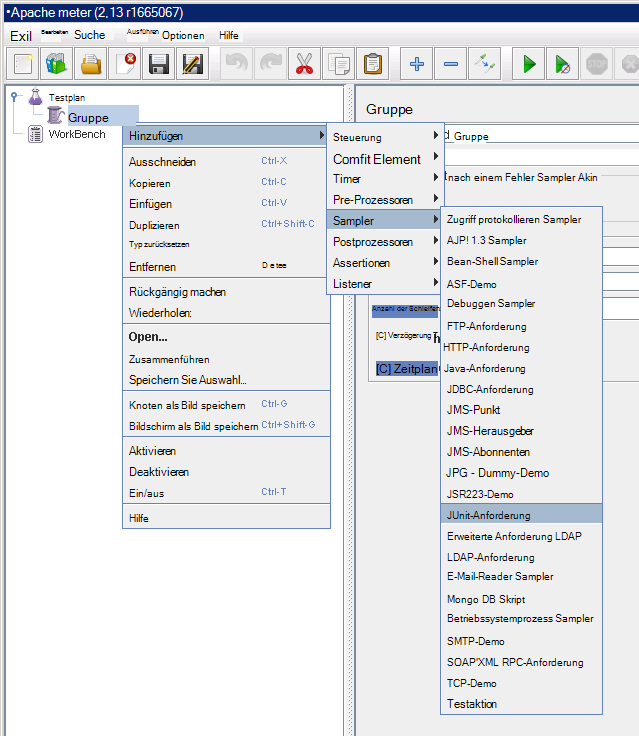 •Apache meter (2,13 r1665067)
Exil Bearbeiten Suche Ausführen Optionen Hilfe
Testplan
Gruppe
WorkBench
Gruppe
Gruppe
nach einem Fehler Sampler Akin
Anzahl der Schleifen
[C] Verzögerung
[C] Zeitplan
Hinzufügen
Ausschneiden Ctrl-X
Kopieren Ctrl-C
Einfügen Ctrl-V
Duplizieren Ctrl+Shift-C
Typ zurücksetzen
Entfernen D e tee
Rückgängig machen
Wiederholen:
Open...
Zusammenführen
Speichern Sie Auswahl...
Knoten als Bild speichern Ctrl-G
Bildschirm als Bild speichern Ctrl+Shift-G
Aktivieren
Deaktivieren
Ein/aus Ctrl-T
Hilfe
Steuerung
Comfit Element
Timer
Pre-Prozessoren
Sampler
Postprozessoren
Assertionen
Listener
Zugriff protokollieren Sampler
AJP! 1.3 Sampler
Bean-Shell Sampler
ASF-Demo
Debuggen Sampler
FTP-Anforderung
HTTP-Anforderung
Java-Anforderung
JDBC-Anforderung
JMS-Punkt
JMS-Herausgeber
JMS-Abonnenten
JPG - Dummy-Demo
JSR223-Demo
JUnit-Anforderung
Erweiterte Anforderung LDAP
LDAP-Anforderung
E-Mail-Reader Sampler
Mongo DB Skript
Betriebssystemprozess Sampler
SMTP-Demo
SOAP'XML RPC-Anforderung
TCP-Demo
Testaktion